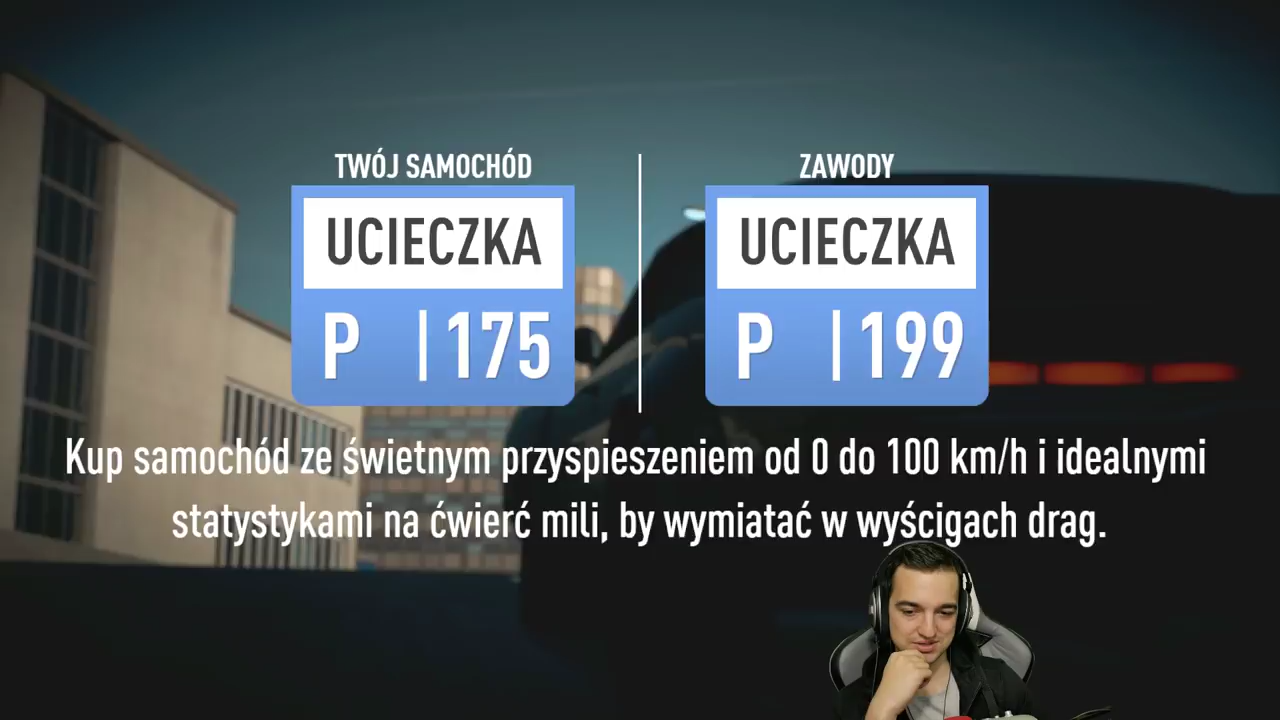 TWÓJ SAMOCHÓD
ZAWODY
UCIECZKA
UCIECZKA
P |175
P |199
Kup samochód ze świetnym przyspieszeniem od 0 do 100 km/h i idealnymi
statystykami na ćwierć mili, by wymiatać w wyścigach drag.